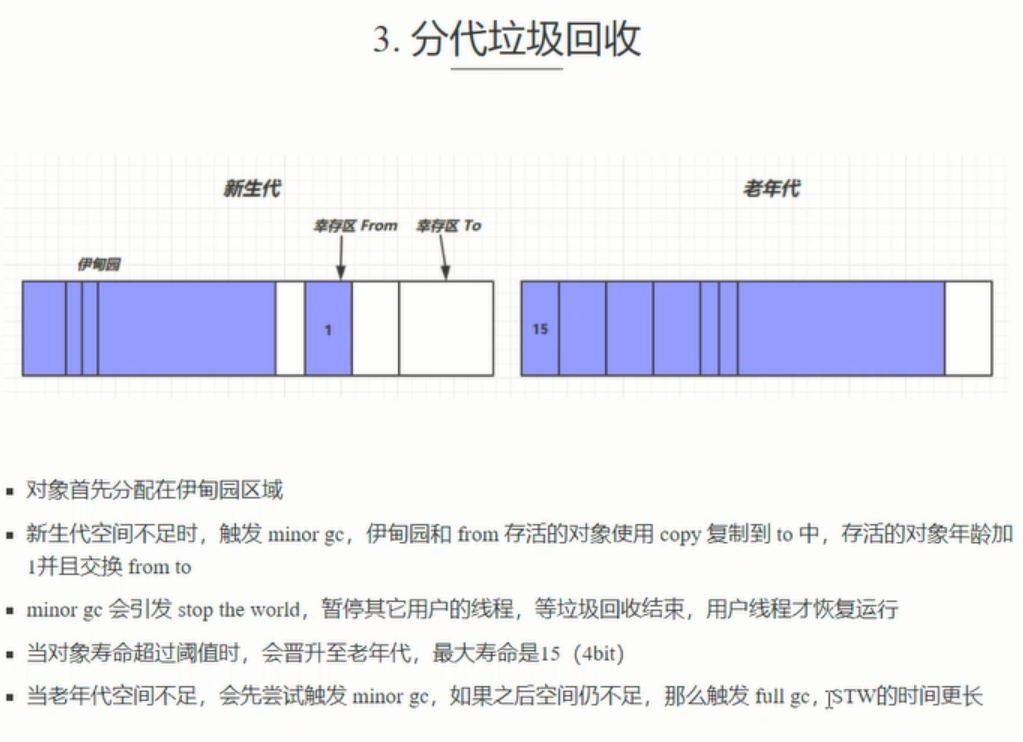 3. 分代垃圾回收
新生代
老年代
幸存区 From
幸存区 To
伊甸园
1
15
▪ 对象首先分配在伊甸园区域
▪ 新生代空间不足时，触发 minor gc，伊甸园和 from 存活的对象使用 copy 复制到 to 中，存活的对象年龄加
1并且交换 from to
▪ minor gc 会引发 stop the world，暂停其它用户的线程，等垃圾回收结束，用户线程才恢复运行
▪ 当对象寿命超过阈值时，会晋升至老年代，最大寿命是15（4bit）
▪ 当老年代空间不足，会先尝试触发 minor gc，如果之后空间仍不足，那么触发 full gc，STW的时间更长